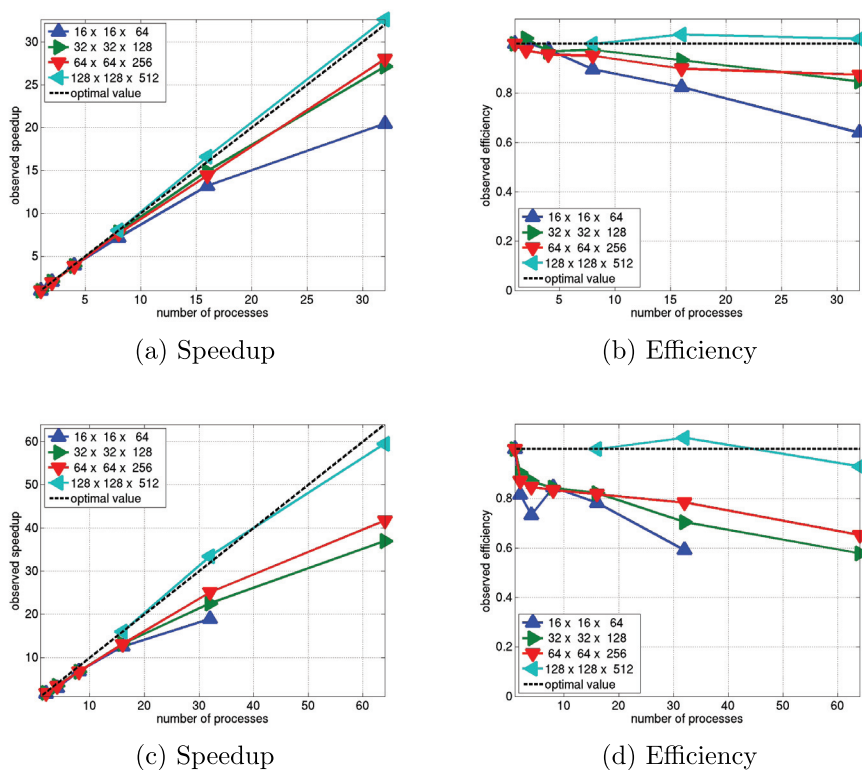 30
25
20
15
10
5
observed speedup
16 x 16 x 64
32 x 32 x 128
64 x 64 x 256
128 x 128 x 512
optimal value
5 10 15 20 25 30
number of processes
(a) Speedup
1
0.8
0.6
0.4
0.2
0
observed efficiency
16 x 16 x 64
32 x 32 x 128
64 x 64 x 256
128 x 128 x 512
optimal value
5 10 15 20 25 30
number of processes
(b) Efficiency
60
50
40
30
20
10
observed speedup
16 x 16 x 64
32 x 32 x 128
64 x 64 x 256
128 x 128 x 512
optimal value
10 20 30 40 50 60
number of processes
(c) Speedup
1
0.8
0.6
0.4
0.2
0
observed efficiency
16 x 16 x 64
32 x 32 x 128
64 x 64 x 256
128 x 128 x 512
optimal value
10 20 30 40 50 60
number of processes
(d) Efficiency